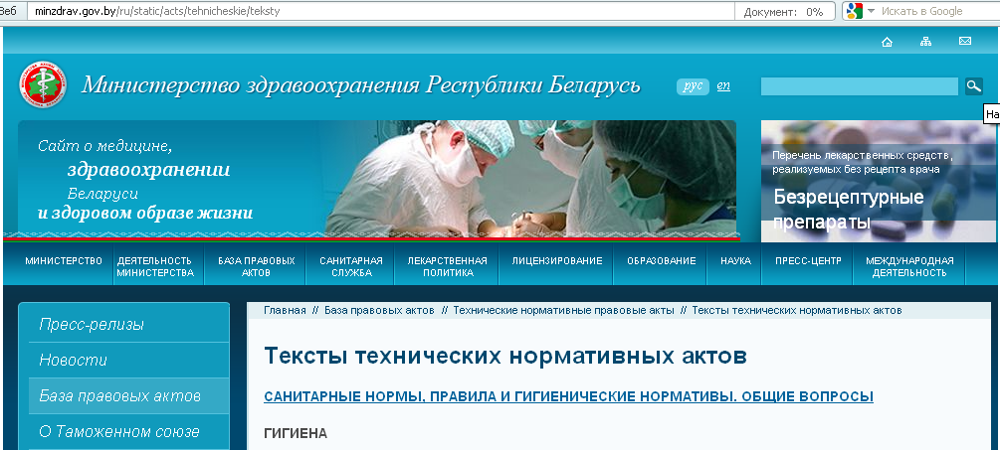 Веб
minzdrav.gov.by/ru/static/acts/tehnicheskie/teksty
Документ: 0%
Искать в Google
Министерство здравоохранения Республики Беларусь
рус en
На
Сайт о медицине,
здравоохранении
Беларуси
и здоровом образе жизни
Перечень лекарственных средств,
реализуемых без рецепта врача
Безрецептурные
препараты
МИНИСТЕРСТВО
ДЕЯТЕЛЬНОСТЬ
МИНИСТЕРСТВА
БАЗА ПРАВОВЫХ
АКТОВ
САНИТАРНАЯ
СЛУЖБА
ЛЕКАРСТВЕННАЯ
ПОЛИТИКА
ЛИЦЕНЗИРОВАНИЕ
ОБРАЗОВАНИЕ
НАУКА
ПРЕСС-ЦЕНТР
МЕЖДУНАРОДНАЯ
ДЕЯТЕЛЬНОСТЬ
Пресс-релизы
Новости
База правовых актов
О Таможенном союзе
Главная // База правовых актов // Технические нормативные правовые акты // Тексты технических нормативных актов
Тексты технических нормативных актов
САНИТАРНЫЕ НОРМЫ, ПРАВИЛА И ГИГИЕНИЧЕСКИЕ НОРМАТИВЫ. ОБЩИЕ ВОПРОСЫ
ГИГИЕНА